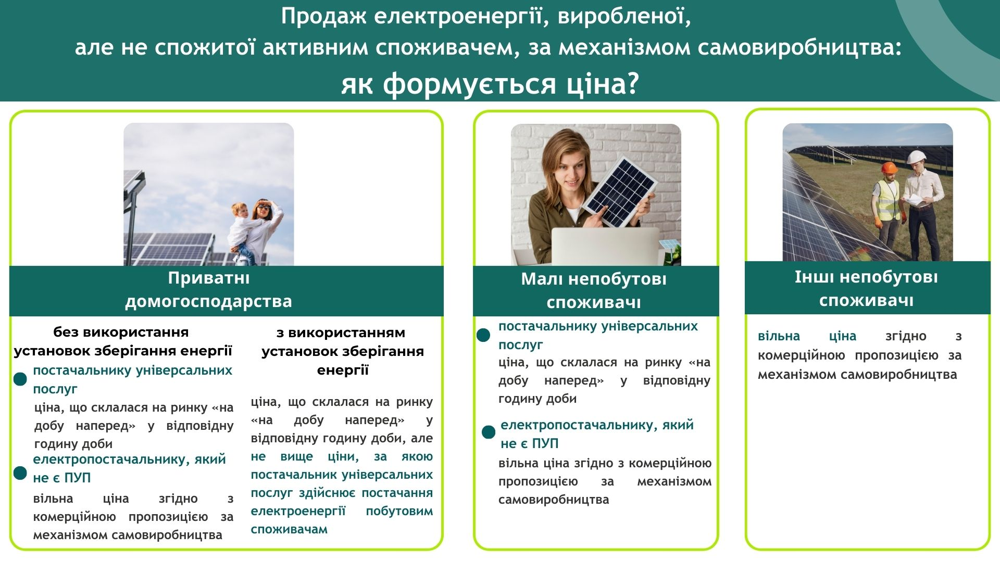 Продаж електроенергії, виробленої,
але не спожитої активним споживачем, за механізмом самовиробництва:
як формується ціна?
Приватні
домогосподарства
без використання
установок зберігання енергії
постачальнику універсальних
послуг
ціна, що склалася на ринку «на
добу наперед» у відповідну
годину доби
електропостачальнику, який
не є ПУП
вільна ціна згідно з
комерційною пропозицією за
механізмом самовиробництва
з використанням
установок зберігання
енергії
ціна, що склалася на ринку
«на добу наперед» у
відповідну годину доби, але
не вище ціни, за якою
постачальник універсальних
послуг здійснює постачання
електроенергії побутовим
споживачам
Малі непобутові
споживачі
постачальнику універсальних
послуг
ціна, що склалася на ринку «на
добу наперед» у відповідну
годину доби
електропостачальнику, який
не є ПУП
вільна ціна згідно з комерційною
пропозицією за механізмом
самовиробництва
Інші непобутові
споживачі
вільна ціна згідно з
комерційною пропозицією за
механізмом самовиробництва